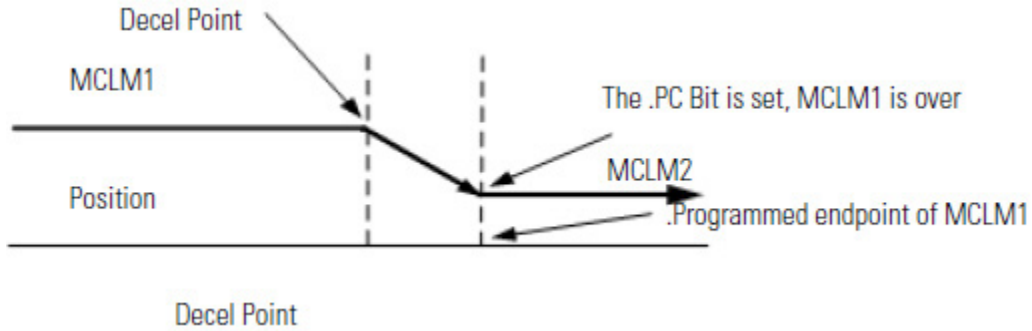 Decel Point
MCLM1
The .PC Bit is set, MCLM1 is over
MCLM2
Position
.Programmed endpoint of MCLM1
Decel Point